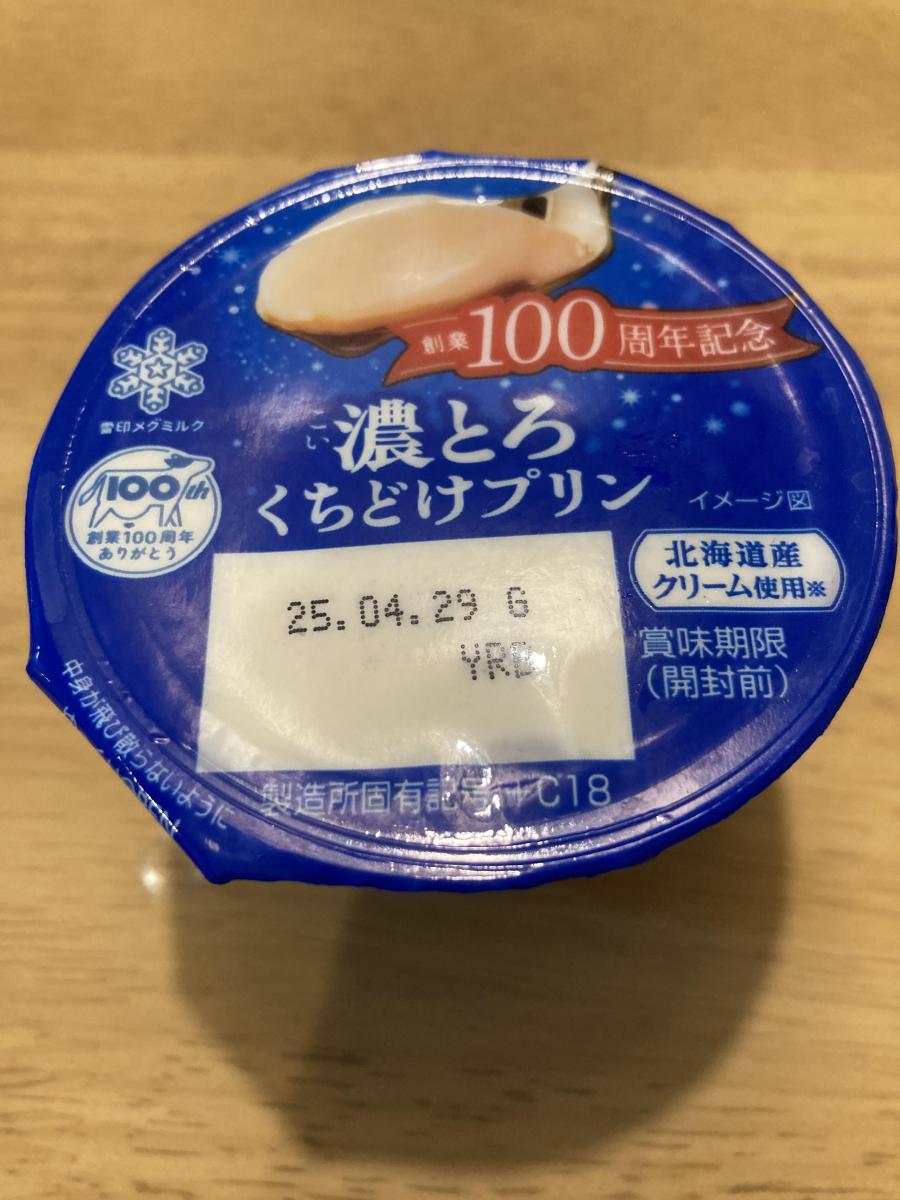 創業100周年記念
雪印メグミルク
こい
濃とろ
くちどけプリン
イメージ図
100th
創業100周年
ありがとう
北海道産
クリーム使用※
25.04.29 G
YRB
賞味期限
(開封前)
製造所固有記号 +C18
中身が飛び散らないように